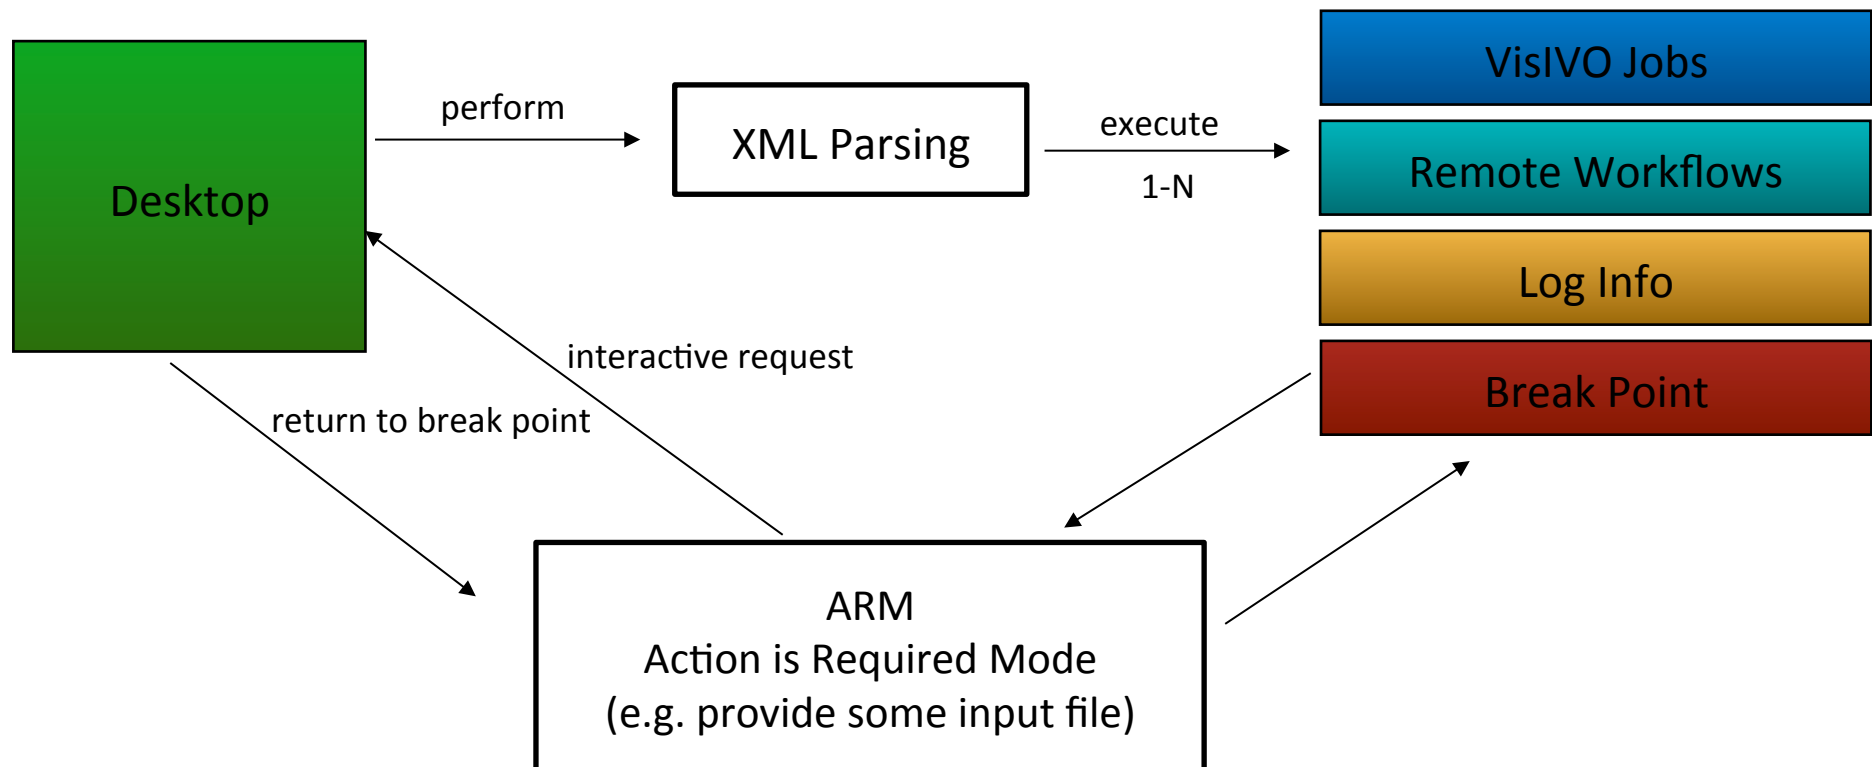 Desktop
perform
XML Parsing
execute
1-N
VisIVO Jobs
Remote Workflows
Log Info
Break Point
interactive request
return to break point
ARM
Action is Required Mode
(e.g. provide some input file)